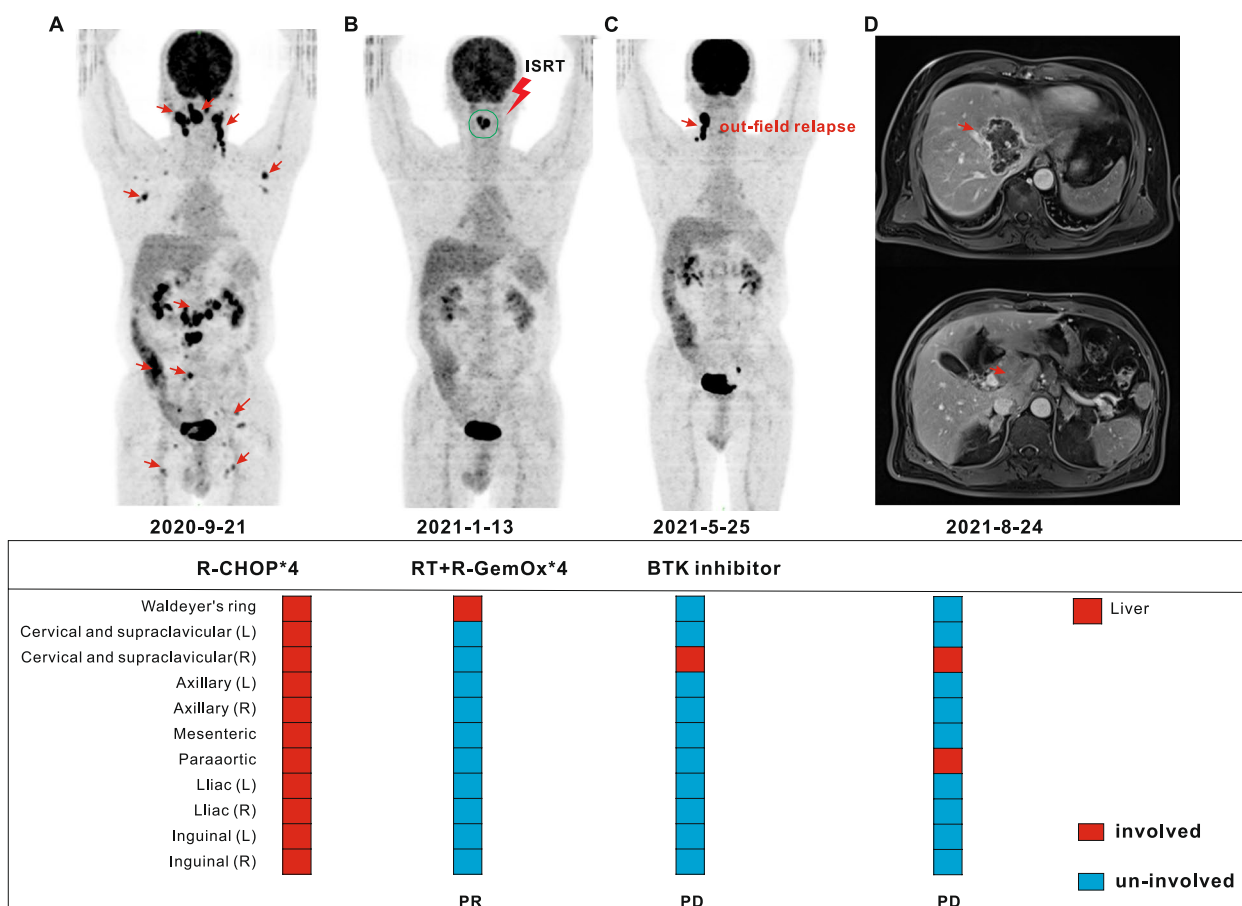 A
B
C
D
ISRT
out-field relapse
2020-9-21
2021-1-13
2021-5-25
2021-8-24
R-CHOP*4
RT+R-GemOx*4
BTK inhibitor
Waldeyer's ring
Liver
Cervical and supraclavicular (L)
Cervical and supraclavicular(R)
Axillary (L)
Axillary (R)
Mesenteric
Paraaortic
Lliac (L)
Lliac (R)
Inguinal (L)
Inguinal (R)
involved
un-involved
PR
PD
PD